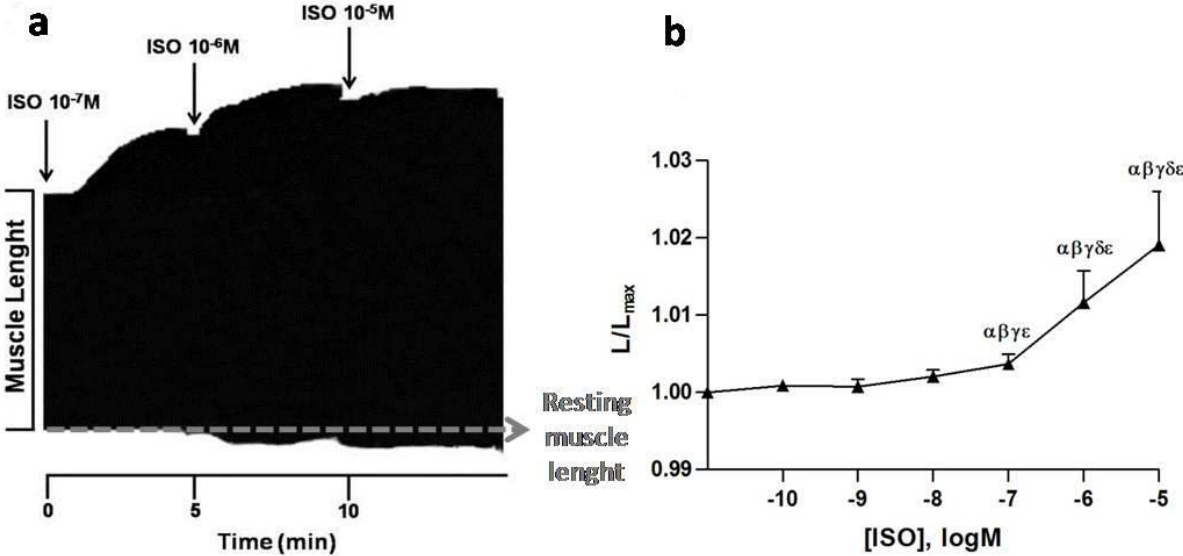 a
ISO 10⁻⁷M
ISO 10⁻⁶M
ISO 10⁻⁵M
Muscle Lenght
Resting
muscle
lenght
0
5
10
Time (min)
b
1.03
1.02
1.01
1.00
0.99
L/Lmax
αβγε
αβγδε
αβγδε
-10
-9
-8
-7
-6
-5
[ISO], logM